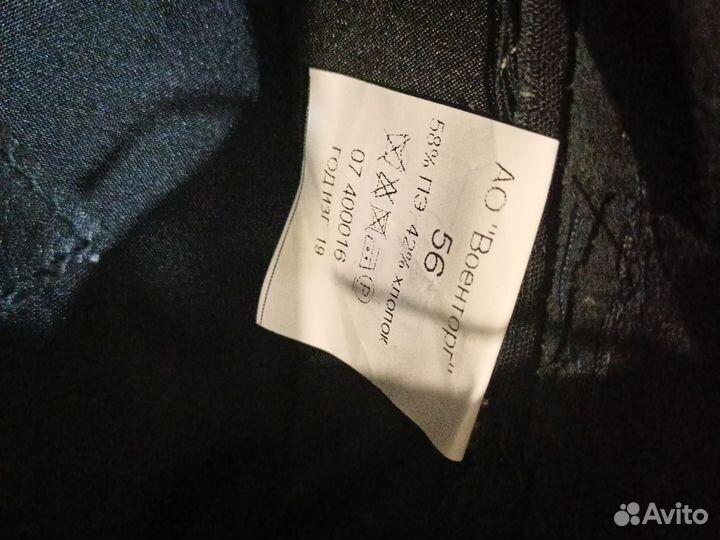 АО "Военторг"
56
58% ПЭ 42% хлопок
P
07 400016
ГОД ИЗГ. 19
Avito